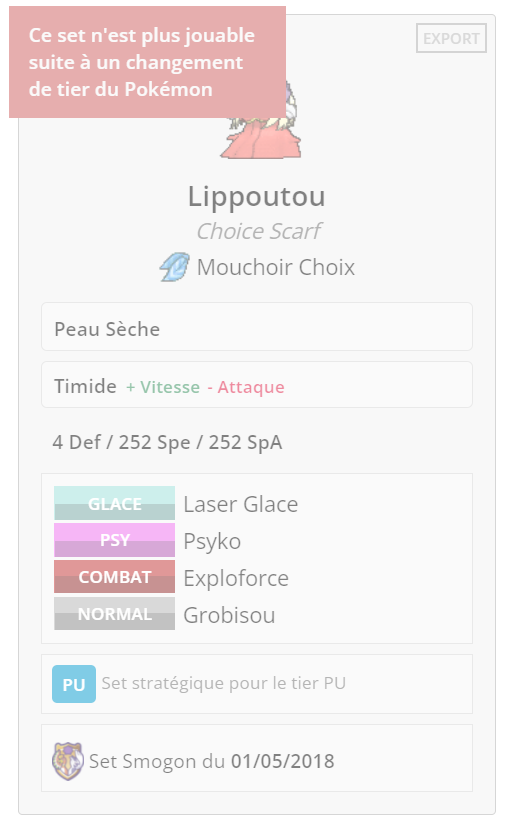 Ce set n'est plus jouable
suite à un changement
de tier du Pokémon
EXPORT
Lippoutou
Choice Scarf
Mouchoir Choix
Peau Sèche
Timide + Vitesse - Attaque
4 Def / 252 Spe / 252 SpA
GLACE Laser Glace
PSY Psyko
COMBAT Exploforce
NORMAL Grobisou
PU Set stratégique pour le tier PU
Set Smogon du 01/05/2018